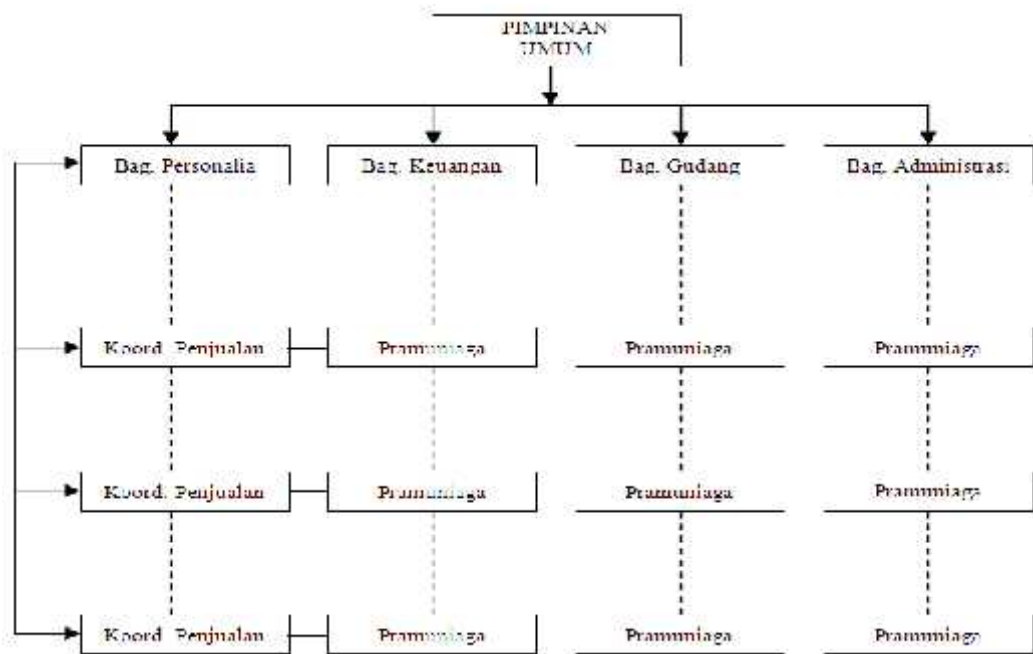 PIMPINAN
UMUM
Bag. Personalia
Bag. Keuangan
Bag. Gudang
Bag. Administrasi
Koord. Penjualan
Pramuniaga
Pramuniaga
Pramuniaga
Koord. Penjualan
Pramuniaga
Pramuniaga
Pramuniaga
Koord. Penjualan
Pramuniaga
Pramuniaga
Pramuniaga